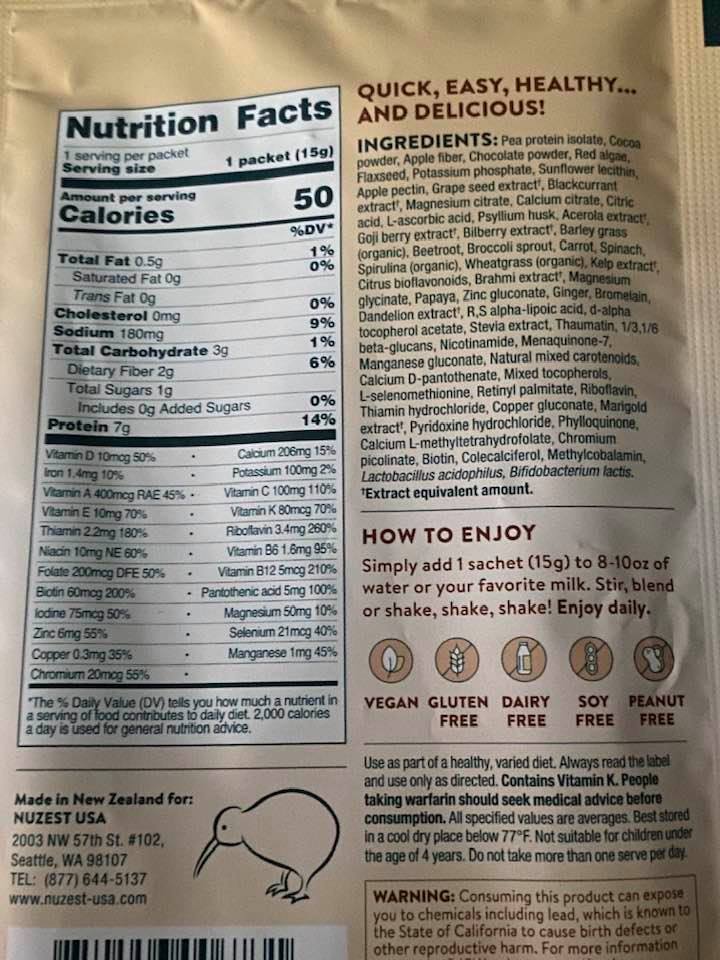 Nutrition Facts
1 serving per packet
Serving size 1 packet (15g)
Amount per serving
Calories 50
%DV*
Total Fat 0.5g 1%
Saturated Fat 0g 0%
Trans Fat 0g
Cholesterol 0mg 0%
Sodium 180mg 9%
Total Carbohydrate 3g 1%
Dietary Fiber 2g 6%
Total Sugars 1g
Includes 0g Added Sugars 0%
Protein 7g 14%
Vitamin D 10mcg 50% • Calcium 206mg 15%
Iron 1.4mg 10% • Potassium 100mg 2%
Vitamin A 400mcg RAE 45% • Vitamin C 100mg 110%
Vitamin E 10mg 70% • Vitamin K 80mcg 70%
Thiamin 2.2mg 180% • Riboflavin 3.4mg 260%
Niacin 10mg NE 60% • Vitamin B6 1.6mg 95%
Folate 200mcg DFE 50% • Vitamin B12 5mcg 210%
Biotin 60mcg 200% • Pantothenic acid 5mg 100%
Iodine 75mcg 50% • Magnesium 50mg 10%
Zinc 6mg 55% • Selenium 21mcg 40%
Copper 0.3mg 35% • Manganese 1mg 45%
Chromium 20mcg 55% •
*The % Daily Value (DV) tells you how much a nutrient in
a serving of food contributes to daily diet. 2,000 calories
a day is used for general nutrition advice.
Made in New Zealand for:
NUZEST USA
2003 NW 57th St. #102,
Seattle, WA 98107
TEL: (877) 644-5137
www.nuzest-usa.com
QUICK, EASY, HEALTHY...
AND DELICIOUS!
INGREDIENTS: Pea protein isolate, Cocoa
powder, Apple fiber, Chocolate powder, Red algae,
Flaxseed, Potassium phosphate, Sunflower lecithin,
Apple pectin, Grape seed extract†, Blackcurrant
extract†, Magnesium citrate, Calcium citrate, Citric
acid, L-ascorbic acid, Psyllium husk, Acerola extract†,
Goji berry extract†, Bilberry extract†, Barley grass
(organic), Beetroot, Broccoli sprout, Carrot, Spinach,
Spirulina (organic), Wheatgrass (organic), Kelp extract†,
Citrus bioflavonoids, Brahmi extract†, Magnesium
glycinate, Papaya, Zinc gluconate, Ginger, Bromelain,
Dandelion extract†, R,S alpha-lipoic acid, d-alpha
tocopherol acetate, Stevia extract, Thaumatin, 1/3,1/6
beta-glucans, Nicotinamide, Menaquinone-7,
Manganese gluconate, Natural mixed carotenoids,
Calcium D-pantothenate, Mixed tocopherols,
L-selenomethionine, Retinyl palmitate, Riboflavin,
Thiamin hydrochloride, Copper gluconate, Marigold
extract†, Pyridoxine hydrochloride, Phylloquinone,
Calcium L-methyltetrahydrofolate, Chromium
picolinate, Biotin, Colecalciferol, Methylcobalamin,
Lactobacillus acidophilus, Bifidobacterium lactis.
†Extract equivalent amount.
HOW TO ENJOY
Simply add 1 sachet (15g) to 8-10oz of
water or your favorite milk. Stir, blend
or shake, shake, shake! Enjoy daily.
VEGAN GLUTEN FREE DAIRY FREE SOY FREE PEANUT FREE
Use as part of a healthy, varied diet. Always read the label
and use only as directed. Contains Vitamin K. People
taking warfarin should seek medical advice before
consumption. All specified values are averages. Best stored
in a cool dry place below 77°F. Not suitable for children under
the age of 4 years. Do not take more than one serve per day.
WARNING: Consuming this product can expose
you to chemicals including lead, which is known to
the State of California to cause birth defects or
other reproductive harm. For more information